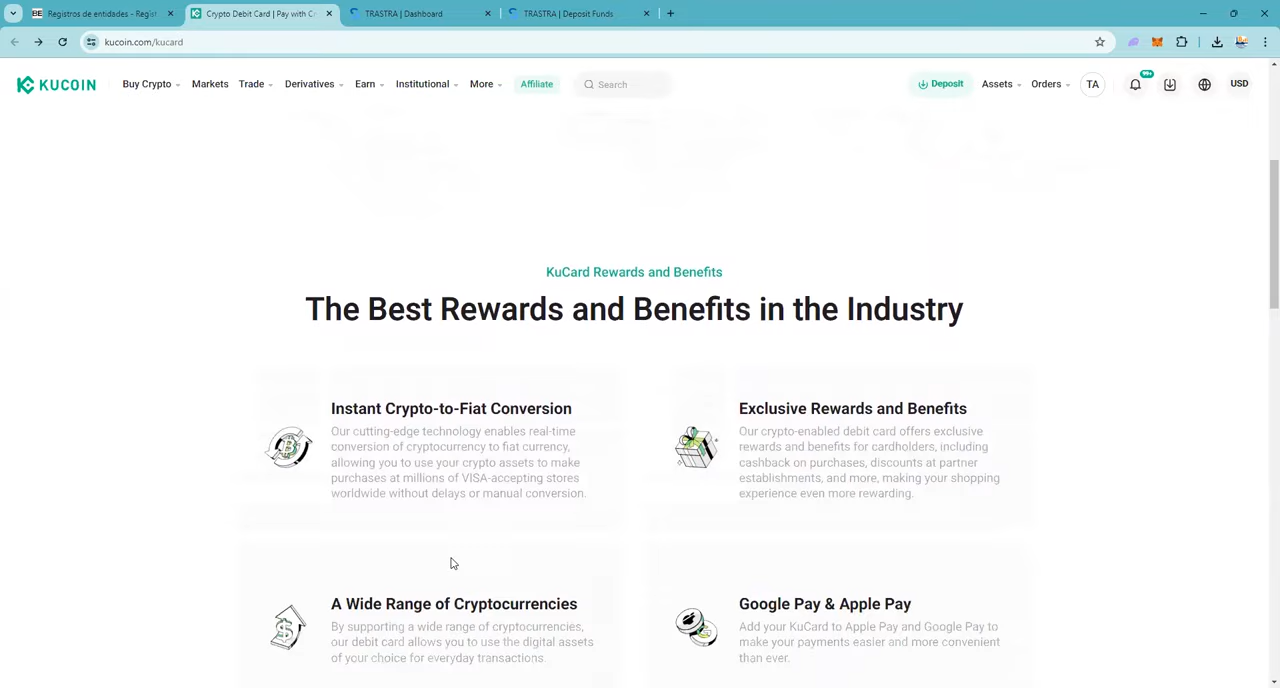 Registros de entidades - Regist
Crypto Debit Card | Pay with Cr
TRASTRA | Dashboard
TRASTRA | Deposit Funds
kucoin.com/kucard
KUCOIN
Buy Crypto
Markets
Trade
Derivatives
Earn
Institutional
More
Affiliate
Search
Deposit
Assets
Orders
TA
99+
USD
KuCard Rewards and Benefits
The Best Rewards and Benefits in the Industry
Instant Crypto-to-Fiat Conversion
Our cutting-edge technology enables real-time
conversion of cryptocurrency to fiat currency,
allowing you to use your crypto assets to make
purchases at millions of VISA-accepting stores
worldwide without delays or manual conversion.
Exclusive Rewards and Benefits
Our crypto-enabled debit card offers exclusive
rewards and benefits for cardholders, including
cashback on purchases, discounts at partner
establishments, and more, making your shopping
experience even more rewarding.
A Wide Range of Cryptocurrencies
By supporting a wide range of cryptocurrencies,
our debit card allows you to use the digital assets
of your choice for everyday transactions.
Google Pay & Apple Pay
Add your KuCard to Apple Pay and Google Pay to
make your payments easier and more convenient
than ever.